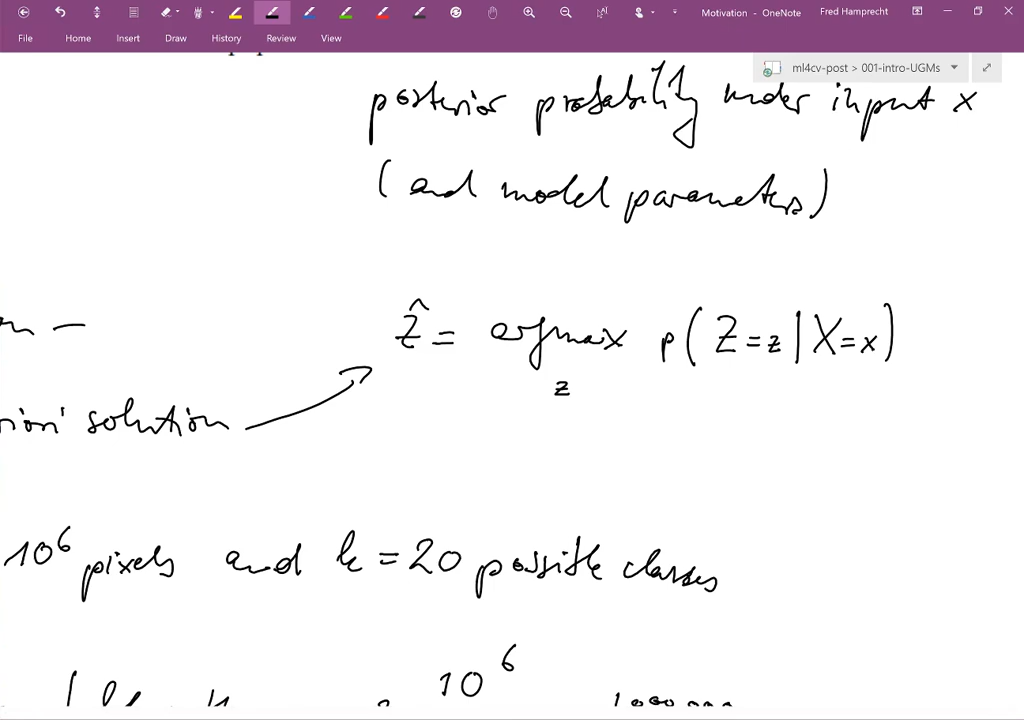 Motivation - OneNote Fred Hamprecht
File Home Insert Draw History Review View
ml4cv-post > 001-intro-UGMs
posterior probability under input x
(and model parameters)
ẑ = argmax p(Z=z|X=x)
z
solution
10⁶ pixels and k = 20 possible classes
10⁶